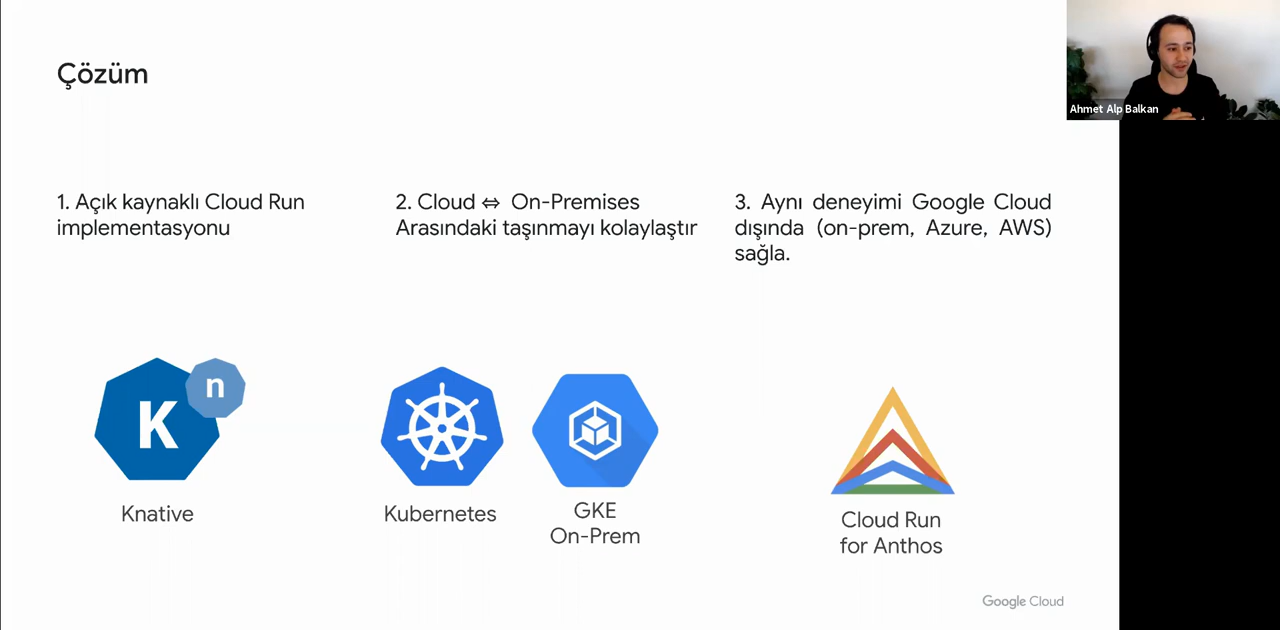 Çözüm
Ahmet Alp Balkan
1. Açık kaynaklı Cloud Run
implementasyonu
2. Cloud ⇔ On-Premises
Arasındaki taşınmayı kolaylaştır
3. Aynı deneyimi Google Cloud
dışında (on-prem, Azure, AWS)
sağla.
K n
Knative
Kubernetes
GKE
On-Prem
Cloud Run
for Anthos
Google Cloud